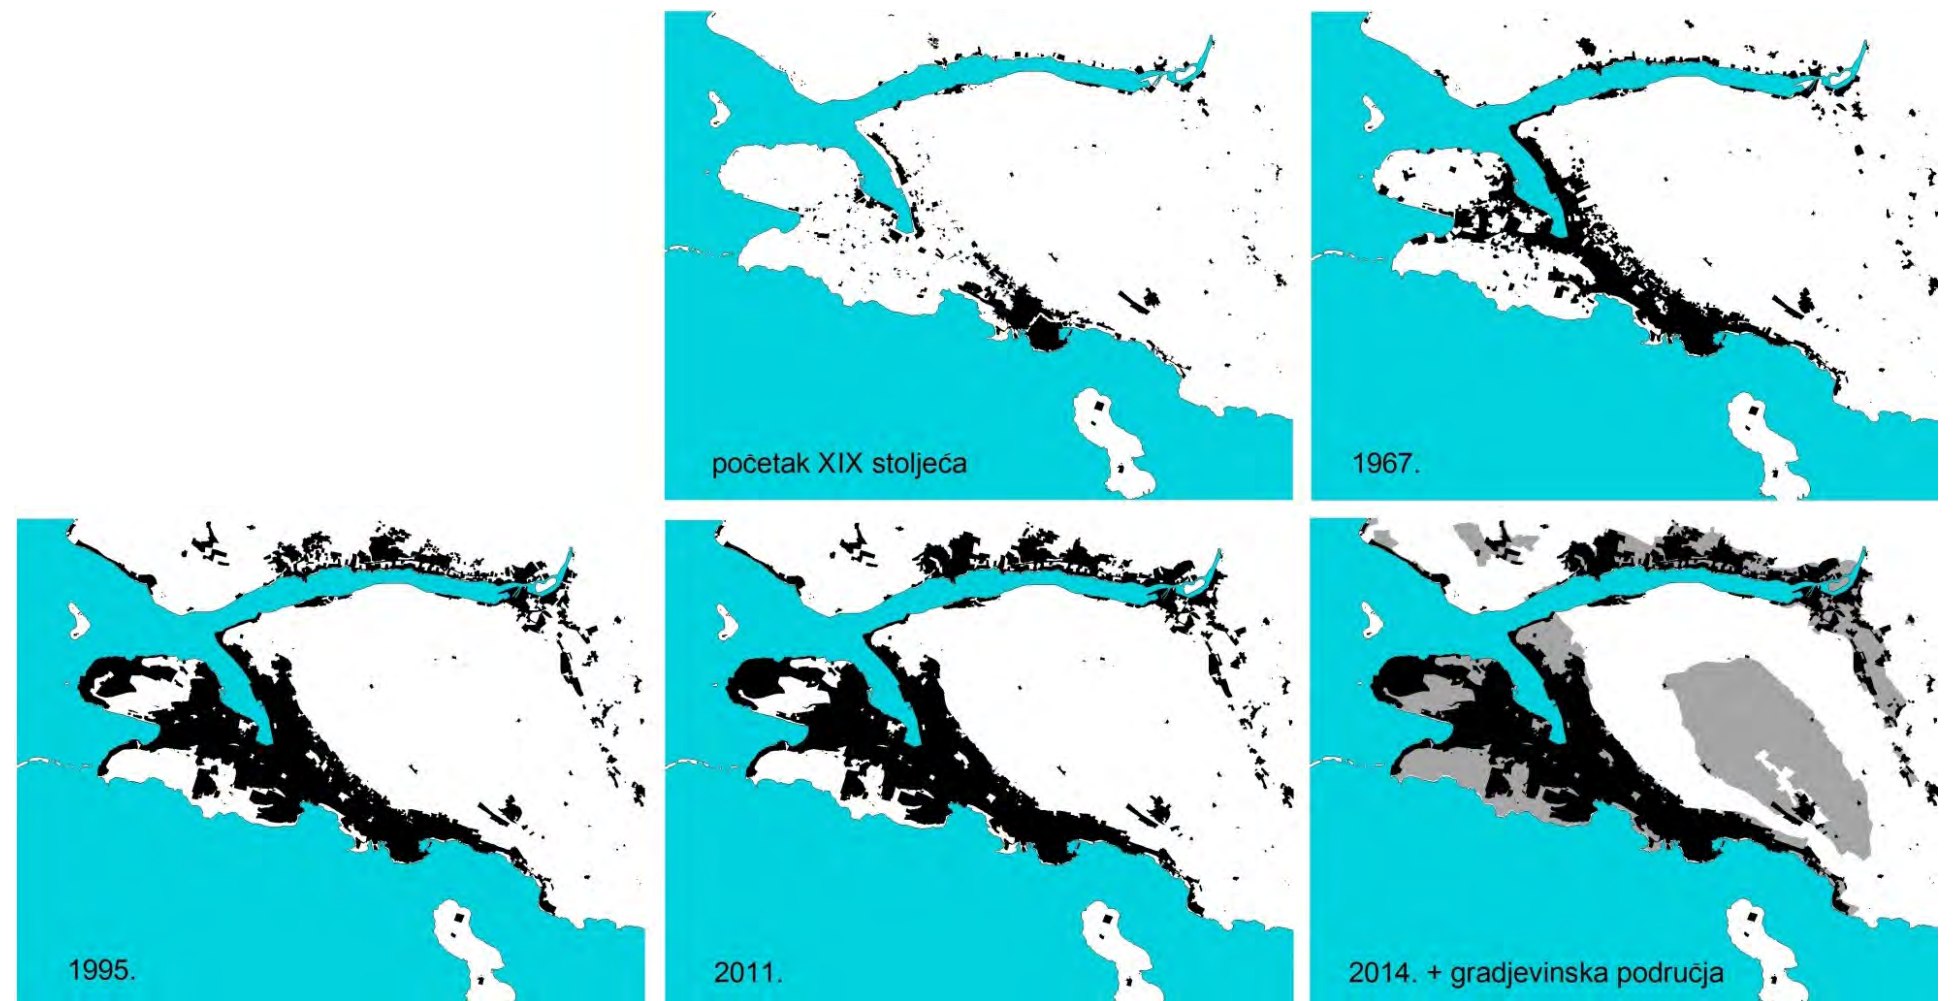 početak XIX stoljeća
1967.
1995.
2011.
2014. + gradjevinska područja